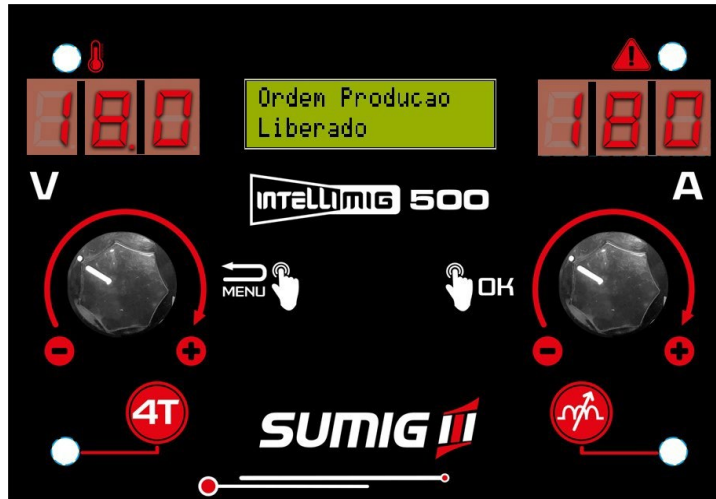 18.0
Ordem Producao
Liberado
180
V
A
INTELLIMIG 500
MENU
OK
4T
SUMIG